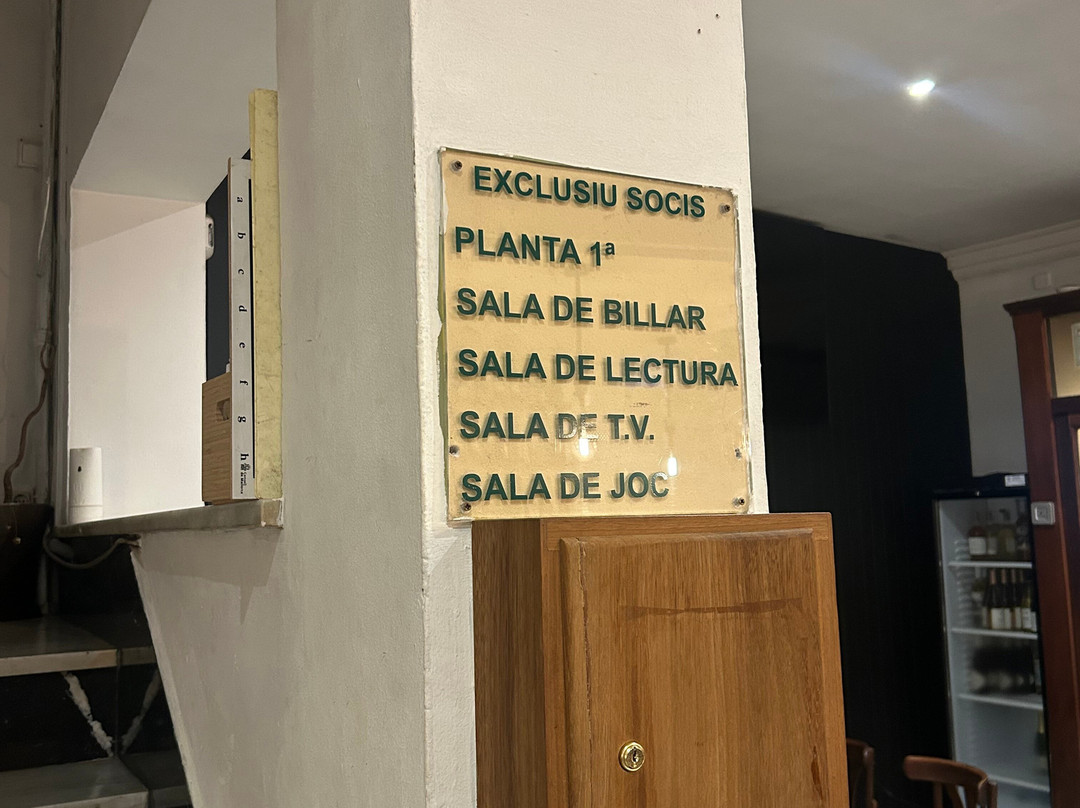 EXCLUSIU SOCIS
PLANTA 1ª
SALA DE BILLAR
SALA DE LECTURA
SALA DE T.V.
SALA DE JOC
a
b
c
d
e
f
g
h